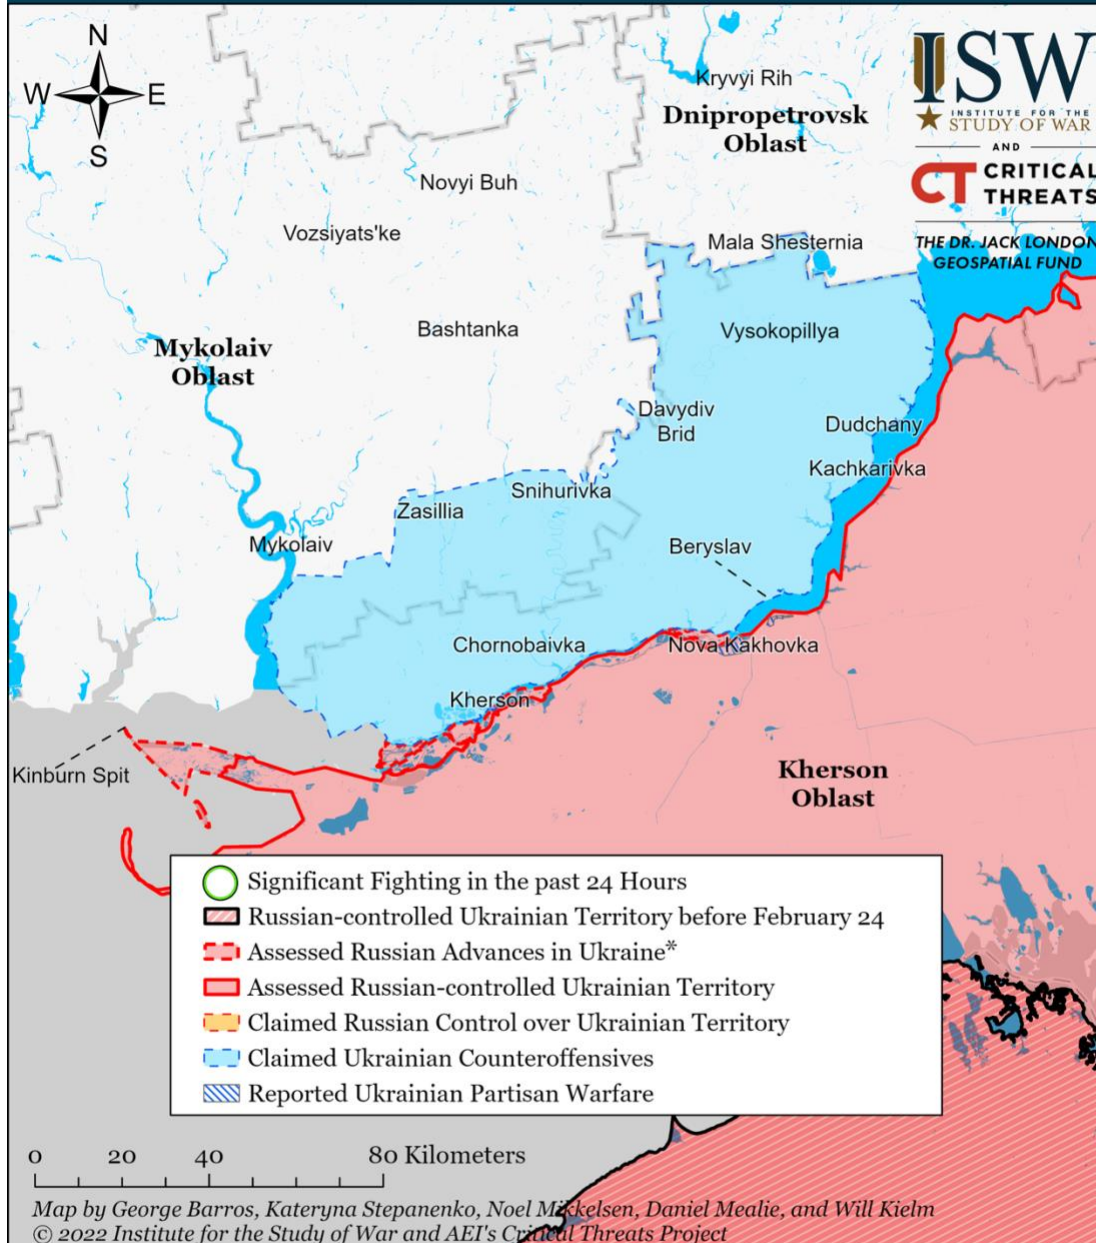 N
W E
S
ISW
INSTITUTE FOR THE
STUDY OF WAR
AND
CT CRITICAL
THREATS
THE DR. JACK LONDON
GEOSPATIAL FUND
Kryvyi Rih
Dnipropetrovsk
Oblast
Novyi Buh
Vozsiyats'ke
Mala Shesternia
Bashtanka
Vysokopillya
Mykolaiv
Oblast
Davydiv
Brid
Dudchany
Kachkarivka
Snihurivka
Zasillia
Mykolaiv
Beryslav
Chornobaivka
Nova Kakhovka
Kherson
Kinburn Spit
Kherson
Oblast
Significant Fighting in the past 24 Hours
Russian-controlled Ukrainian Territory before February 24
Assessed Russian Advances in Ukraine*
Assessed Russian-controlled Ukrainian Territory
Claimed Russian Control over Ukrainian Territory
Claimed Ukrainian Counteroffensives
Reported Ukrainian Partisan Warfare
0 20 40 80 Kilometers
Map by George Barros, Kateryna Stepanenko, Noel Mikkelsen, Daniel Mealie, and Will Kielm
© 2022 Institute for the Study of War and AEI's Critical Threats Project